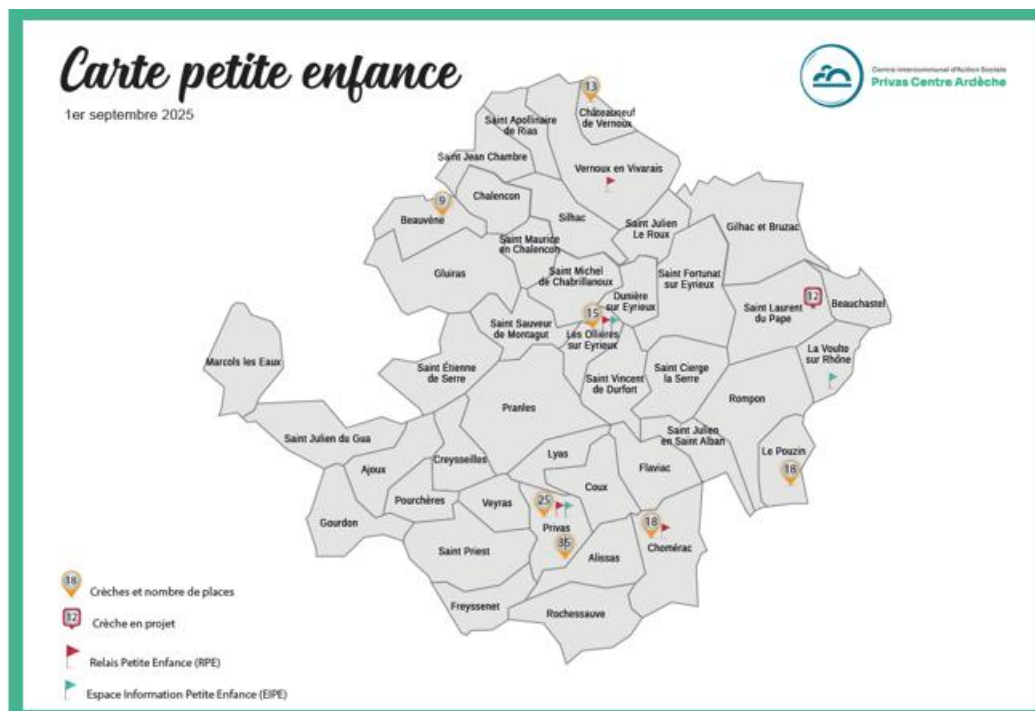 Carte petite enfance
1er septembre 2025
Centre Intercommunal d'Action Sociale
Privas Centre Ardèche
13
Châteauneuf
de Vernoux
Saint Apollinaire
de Rias
Saint Jean Chambre
Vernoux en Vivarais
Chalencon
9
Beauvène
Silhac
Saint Julien
Le Roux
Gilhac et Bruzac
Saint Maurice
en Chalencon
Gluiras
Saint Michel
de Chabrillanoux
Saint Fortunat
sur Eyrieux
Dunière
sur Eyrieux
12
Saint Laurent
du Pape
Beauchastel
15
Les Ollières
sur Eyrieux
Saint Sauveur
de Montagut
La Voulte
sur Rhône
Marcols les Eaux
Saint Étienne
de Serre
Saint Vincent
de Durfort
Saint Cierge
la Serre
Rompon
Pranles
Saint Julien du Gua
Saint Julien
en Saint Alban
Le Pouzin
18
Creysseilles
Lyas
Ajoux
Flaviac
Coux
Pourchères
Veyras
25
Privas
36
Gourdon
18
Chomérac
Saint Priest
Alissas
Freyssenet
Rochessauve
18
Crèches et nombre de places
12
Crèche en projet
Relais Petite Enfance (RPE)
Espace Information Petite Enfance (EIPE)